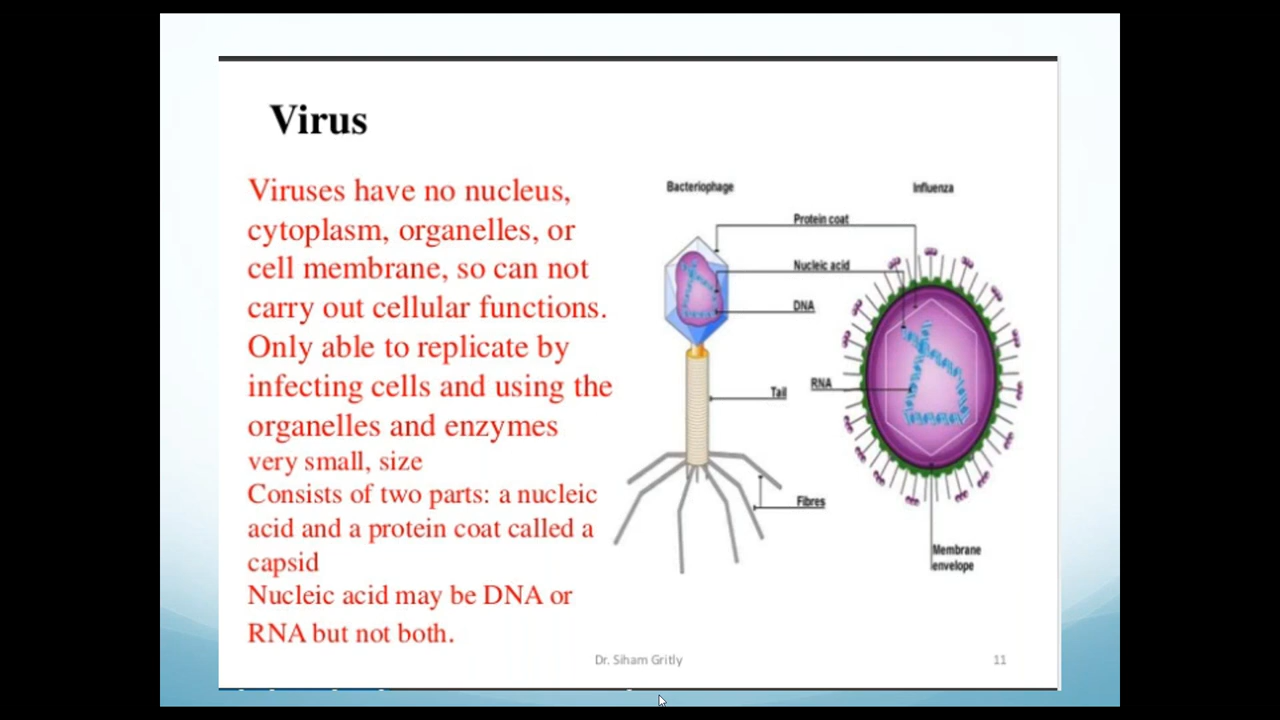 Virus
Viruses have no nucleus,
cytoplasm, organelles, or
cell membrane, so can not
carry out cellular functions.
Only able to replicate by
infecting cells and using the
organelles and enzymes
very small, size
Consists of two parts: a nucleic
acid and a protein coat called a
capsid
Nucleic acid may be DNA or
RNA but not both.
Bacteriophage
Influenza
Protein coat
Nucleic acid
DNA
RNA
Tail
Fibres
Membrane
envelope
Dr. Siham Gritly
11